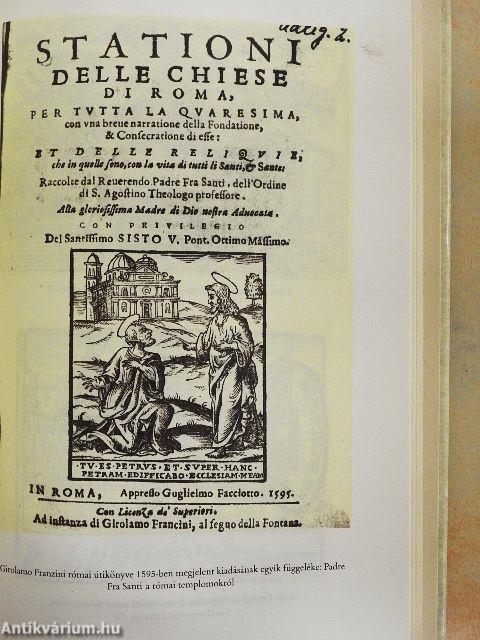 STATIONI
DELLE CHIESE
DI ROMA,
PER TVTTA LA QVARESIMA,
con vna breue narratione della Fondatione,
& Consecratione di esse:
ET DELLE RELIQVIE,
che in quelle sono, con la vita di tutti li Santi, & Sante:
Raccolte dal Reuerendo Padre Fra Santi, dell'Ordine
di S. Agostino Theologo professore.
Alla gloriosissima Madre di Dio nostra Aduocata.
CON PRIVILEGIO
Del Santissimo SISTO V. Pont. Ottimo Massimo.
TV·ES·PETRVS·ET·SVPER·HANC·
PETRAM·EDIFFICABO·ECCLESIAM·MEAM
IN ROMA, Appresso Guglielmo Facciotto. 1595.
Con Licenza de' Superiori.
Ad instanza di Girolamo Francini, al segno della Fontana.
Girolamo Franzini római útikönyve 1595-ben megjelent kiadásának egyik függeléke: Padre
Fra Santi a római templomokról
Antikvárium.hu